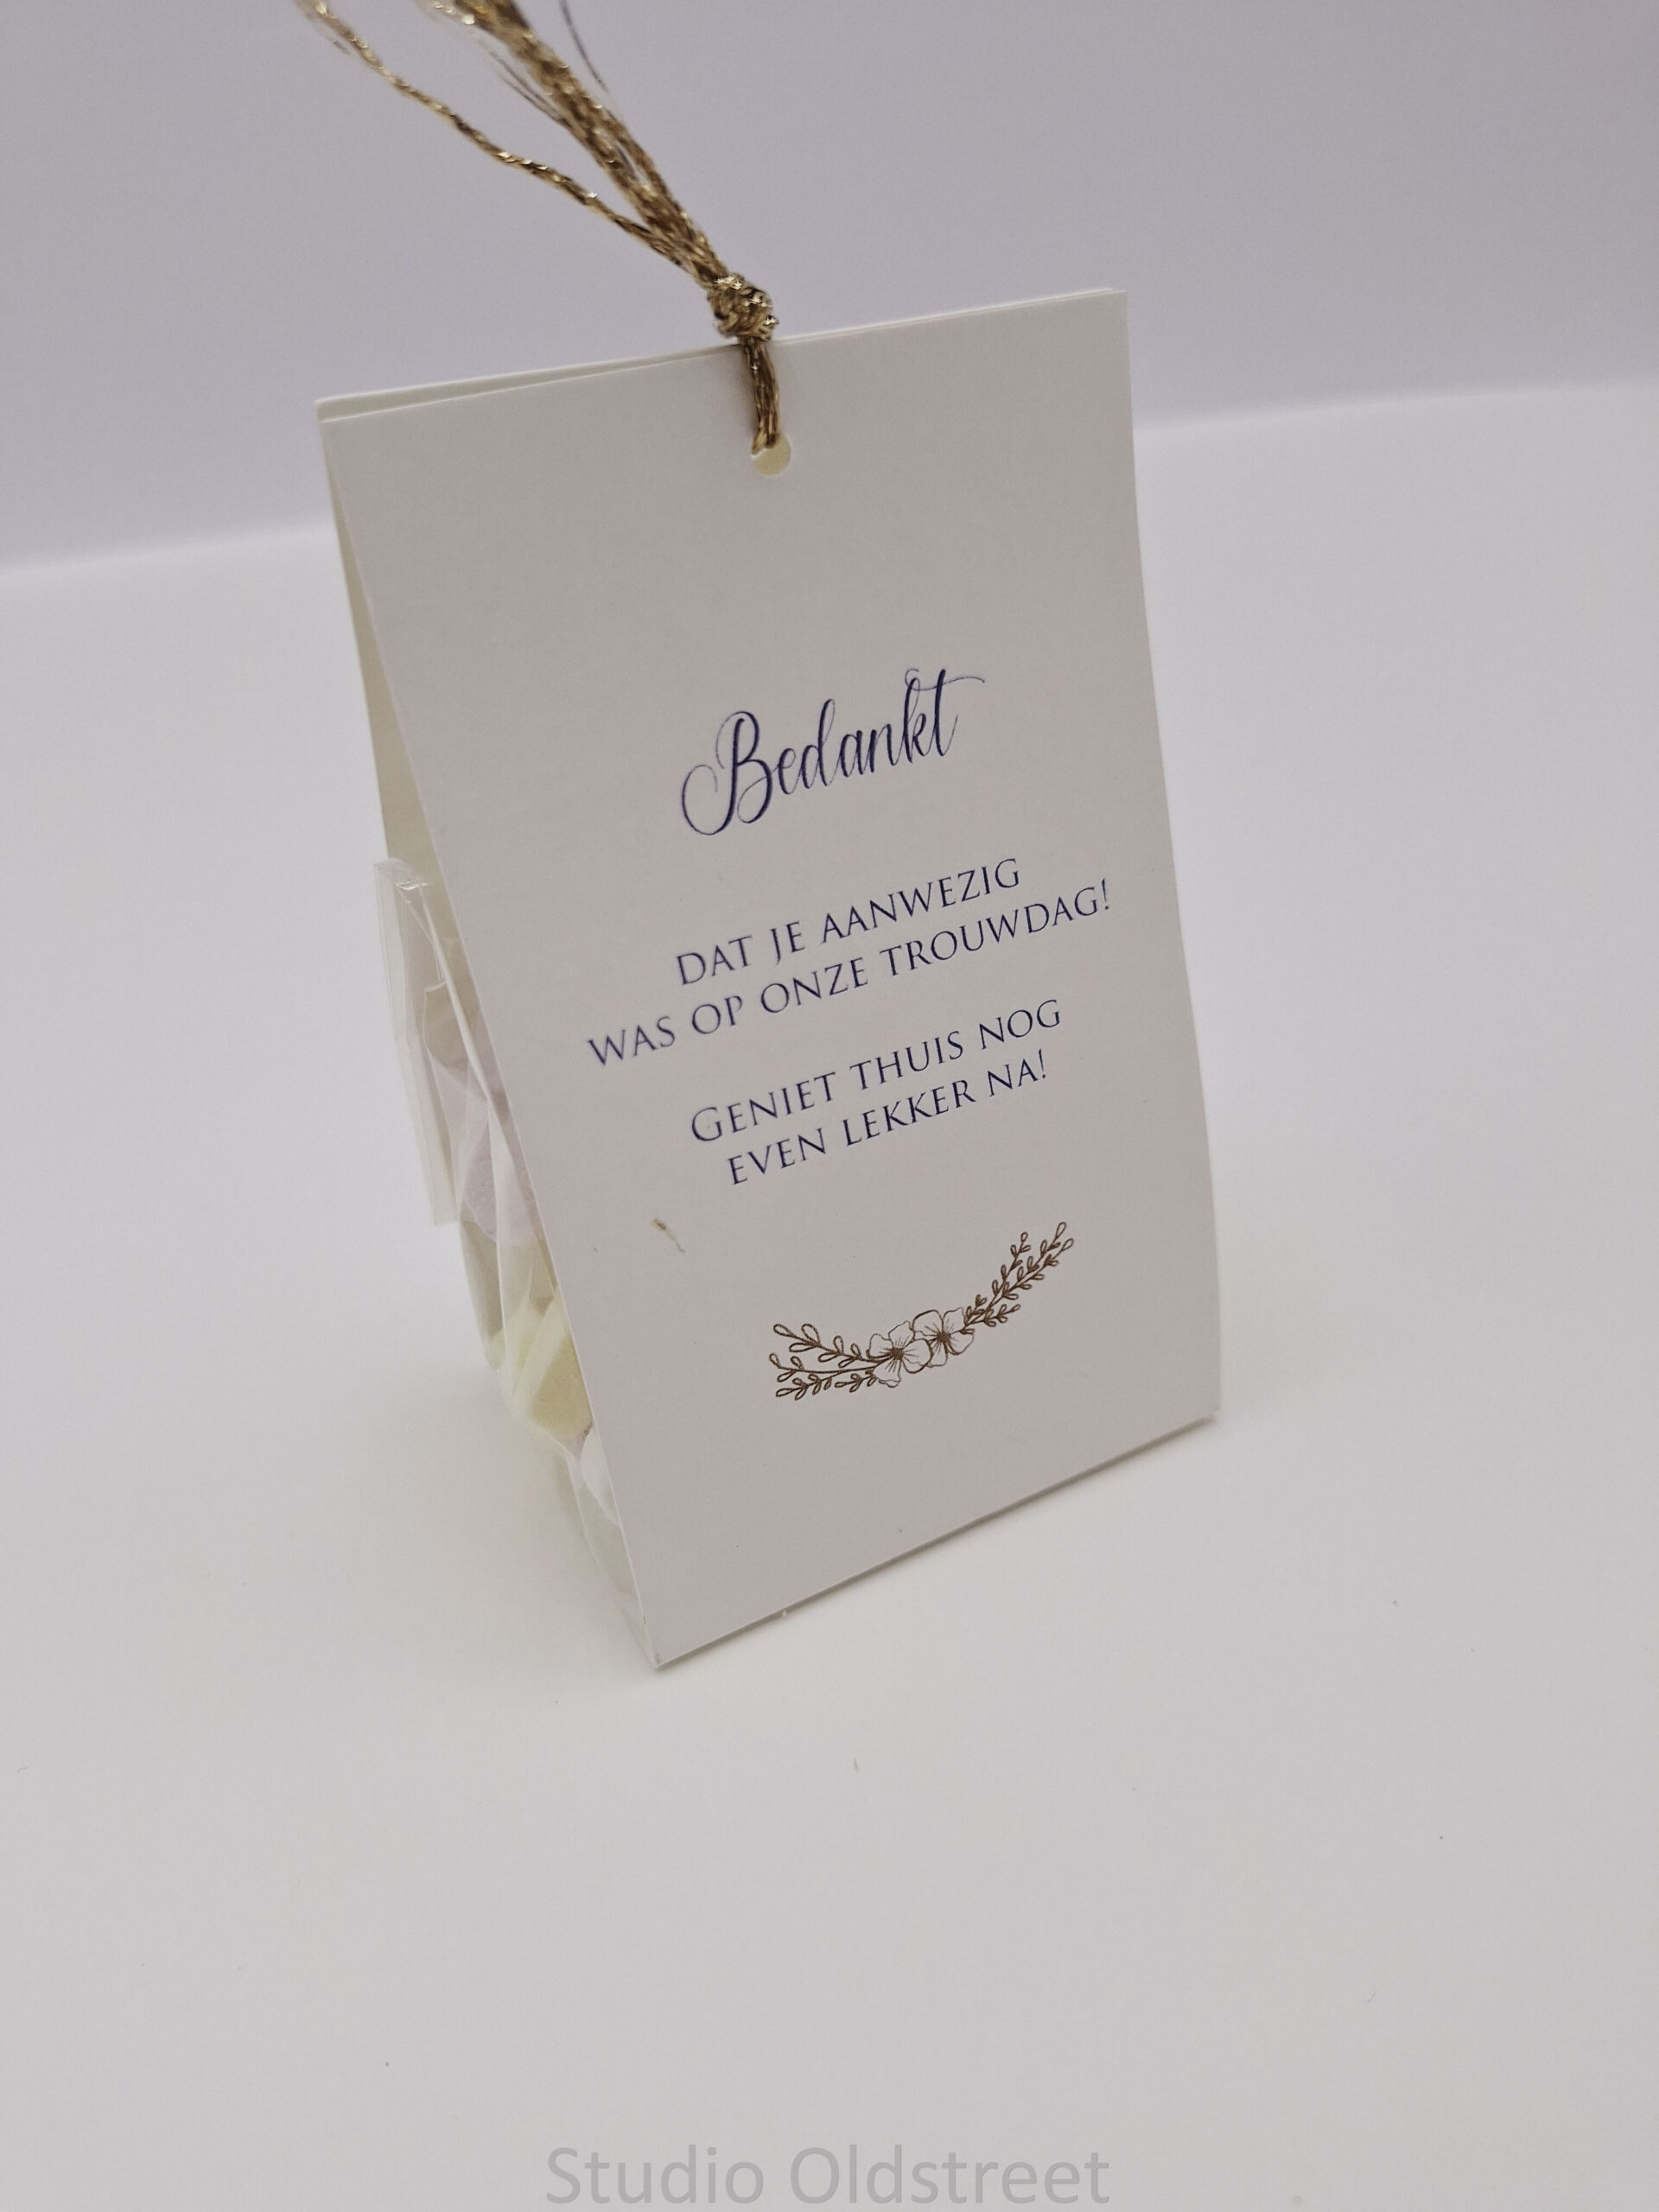 Bedankt
DAT JE AANWEZIG
WAS OP ONZE TROUWDAG!
GENIET THUIS NOG
EVEN LEKKER NA!
Studio Oldstreet